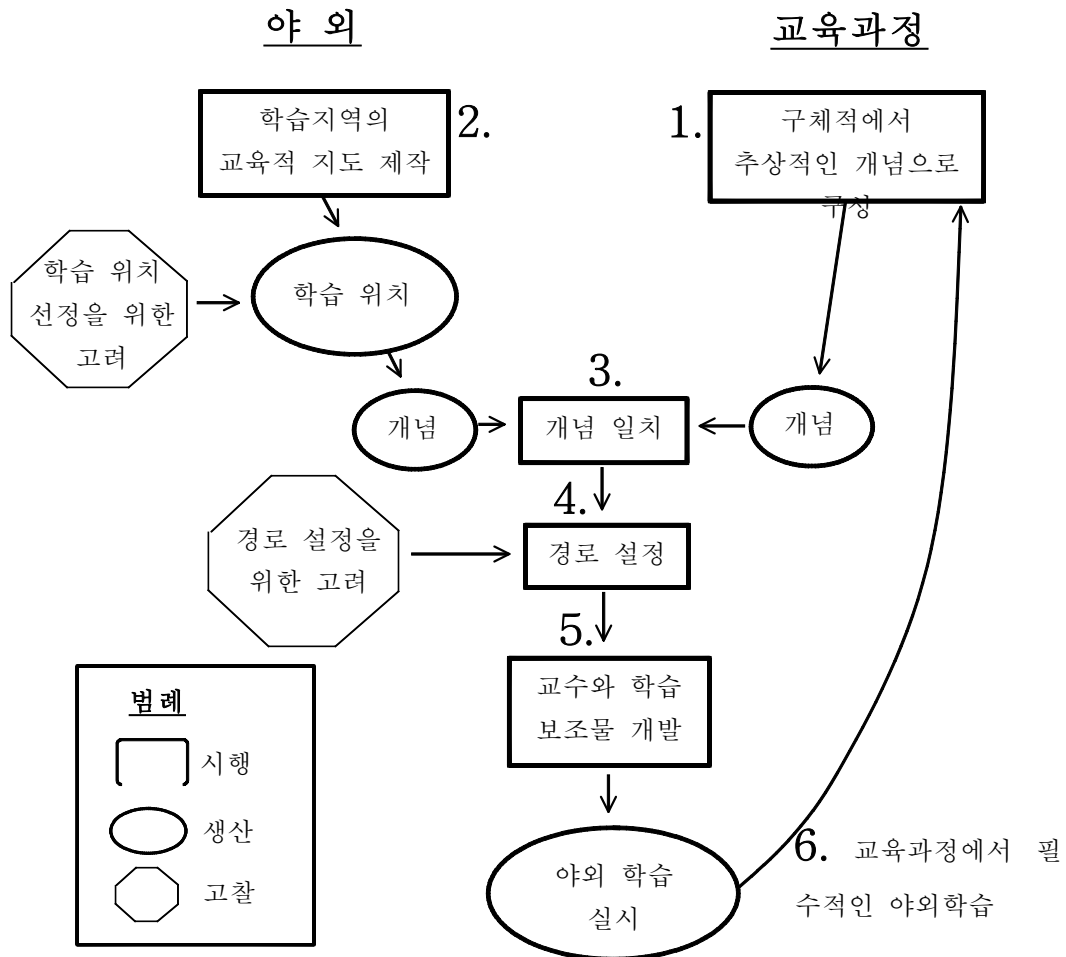 야 외
교육과정
학습지역의
교육적 지도 제작
2.
1.
구체적에서
추상적인 개념으로
구성
학습 위치
선정을 위한
고려
학습 위치
3.
개념
개념 일치
개념
4.
경로 설정을
위한 고려
경로 설정
5.
교수와 학습
보조물 개발
범례
시행
생산
고찰
야외 학습
실시
6. 교육과정에서 필
수적인 야외학습